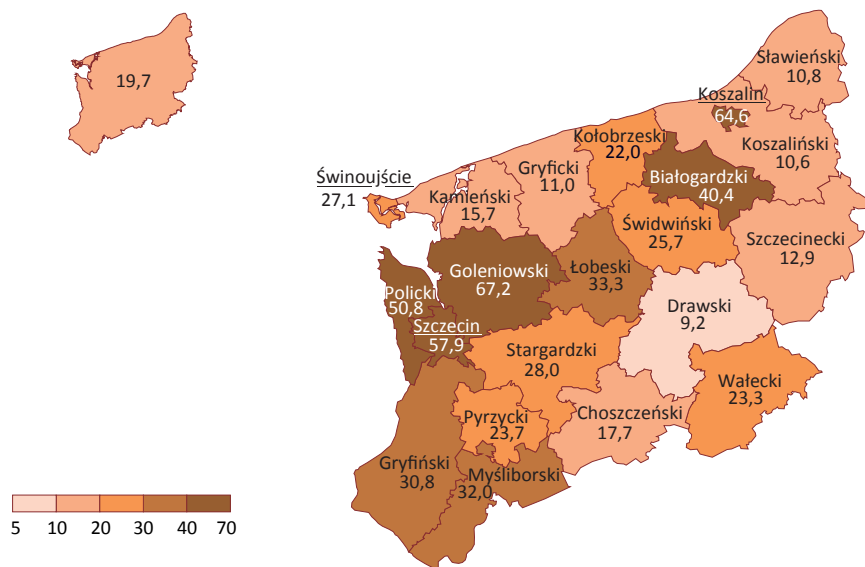 19,7
Sławieński
10,8
Koszalin
64,6
Koszaliński
10,6
Kołobrzeski
22,0
Białogardzki
40,4
Gryficki
11,0
Świnoujście
27,1
Kamieński
15,7
Świdwiński
25,7
Szczecinecki
12,9
Goleniowski
67,2
Łobeski
33,3
Policki
50,8
Szczecin
57,9
Drawski
9,2
Stargardzki
28,0
Wałecki
23,3
Choszczeński
17,7
Pyrzycki
23,7
Gryfiński
30,8
Myśliborski
32,0
5 10 20 30 40 70